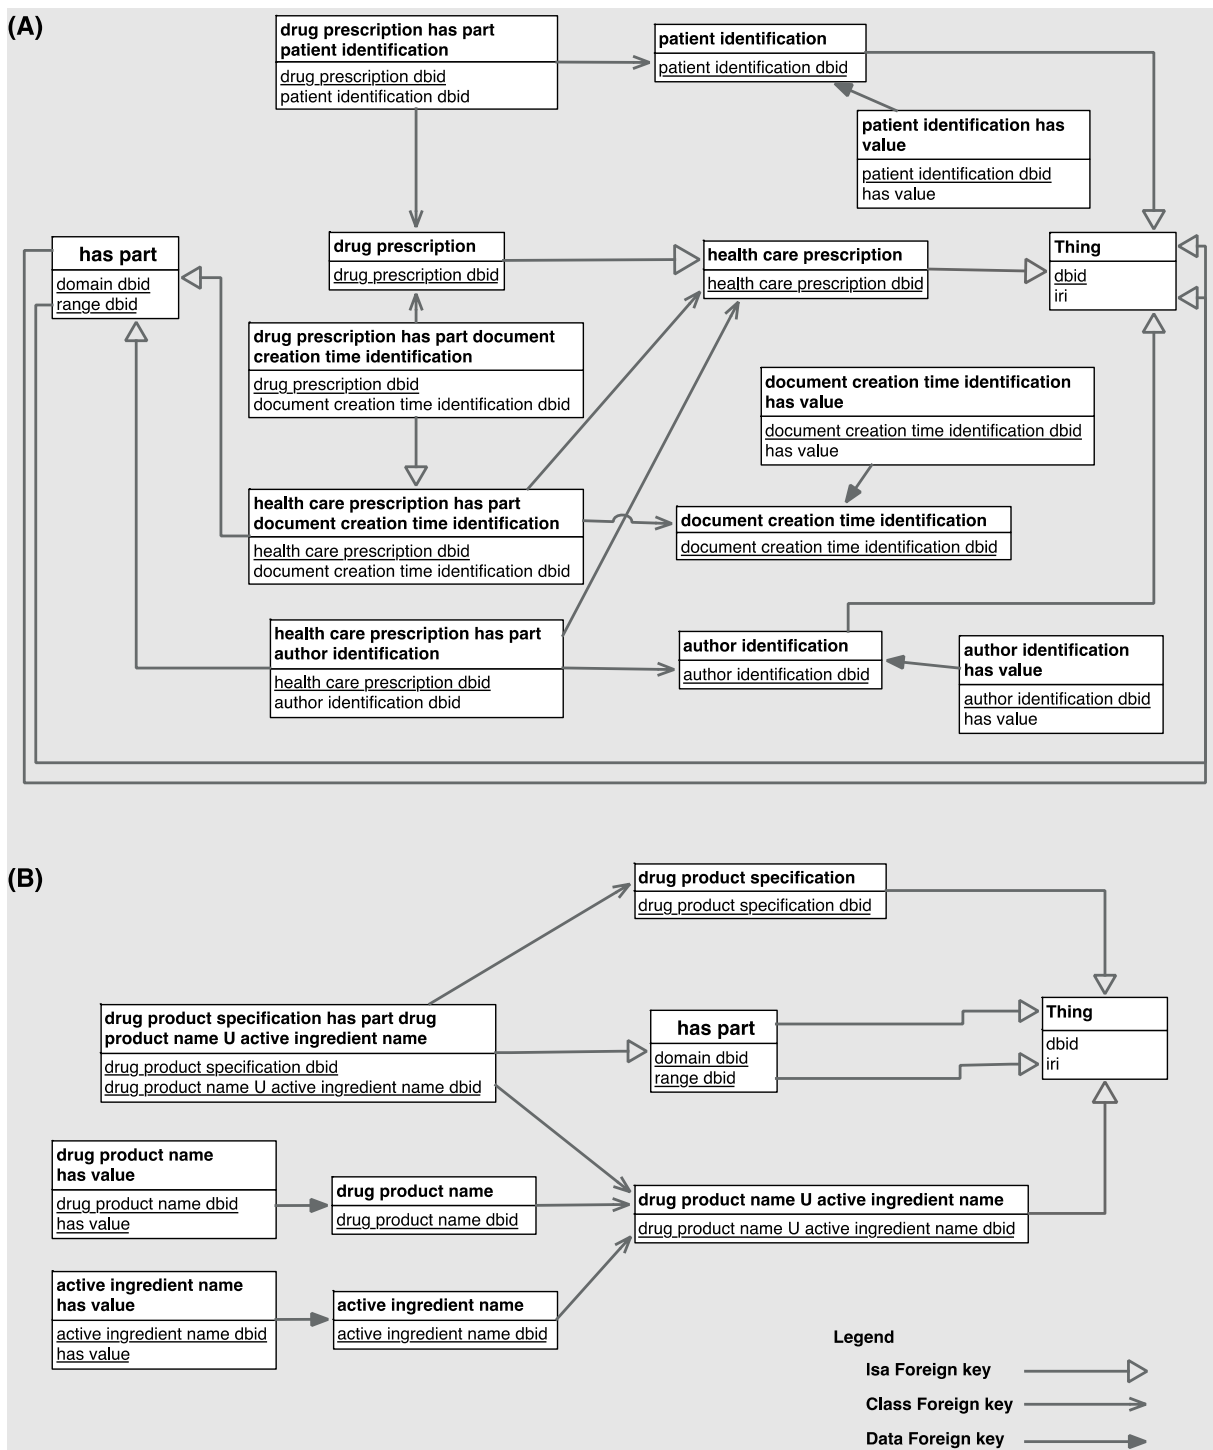 (A)
drug prescription has part
patient identification
drug prescription dbid
patient identification dbid
patient identification
patient identification dbid
patient identification has
value
patient identification dbid
has value
has part
domain dbid
range dbid
drug prescription
drug prescription dbid
health care prescription
health care prescription dbid
Thing
dbid
iri
drug prescription has part document
creation time identification
drug prescription dbid
document creation time identification dbid
document creation time identification
has value
document creation time identification dbid
has value
health care prescription has part
document creation time identification
health care prescription dbid
document creation time identification dbid
document creation time identification
document creation time identification dbid
health care prescription has part
author identification
health care prescription dbid
author identification dbid
author identification
author identification dbid
author identification
has value
author identification dbid
has value
(B)
drug product specification
drug product specification dbid
drug product specification has part drug
product name U active ingredient name
drug product specification dbid
drug product name U active ingredient name dbid
has part
domain dbid
range dbid
Thing
dbid
iri
drug product name
has value
drug product name dbid
has value
drug product name
drug product name dbid
drug product name U active ingredient name
drug product name U active ingredient name dbid
active ingredient name
has value
active ingredient name dbid
has value
active ingredient name
active ingredient name dbid
Legend
Isa Foreign key
Class Foreign key
Data Foreign key